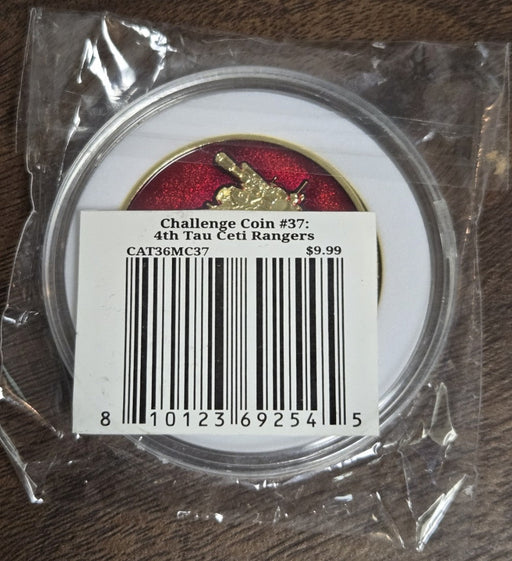 Challenge Coin #37:
4th Tau Ceti Rangers
CAT36MC37 $9.99
8 10123 69254 5